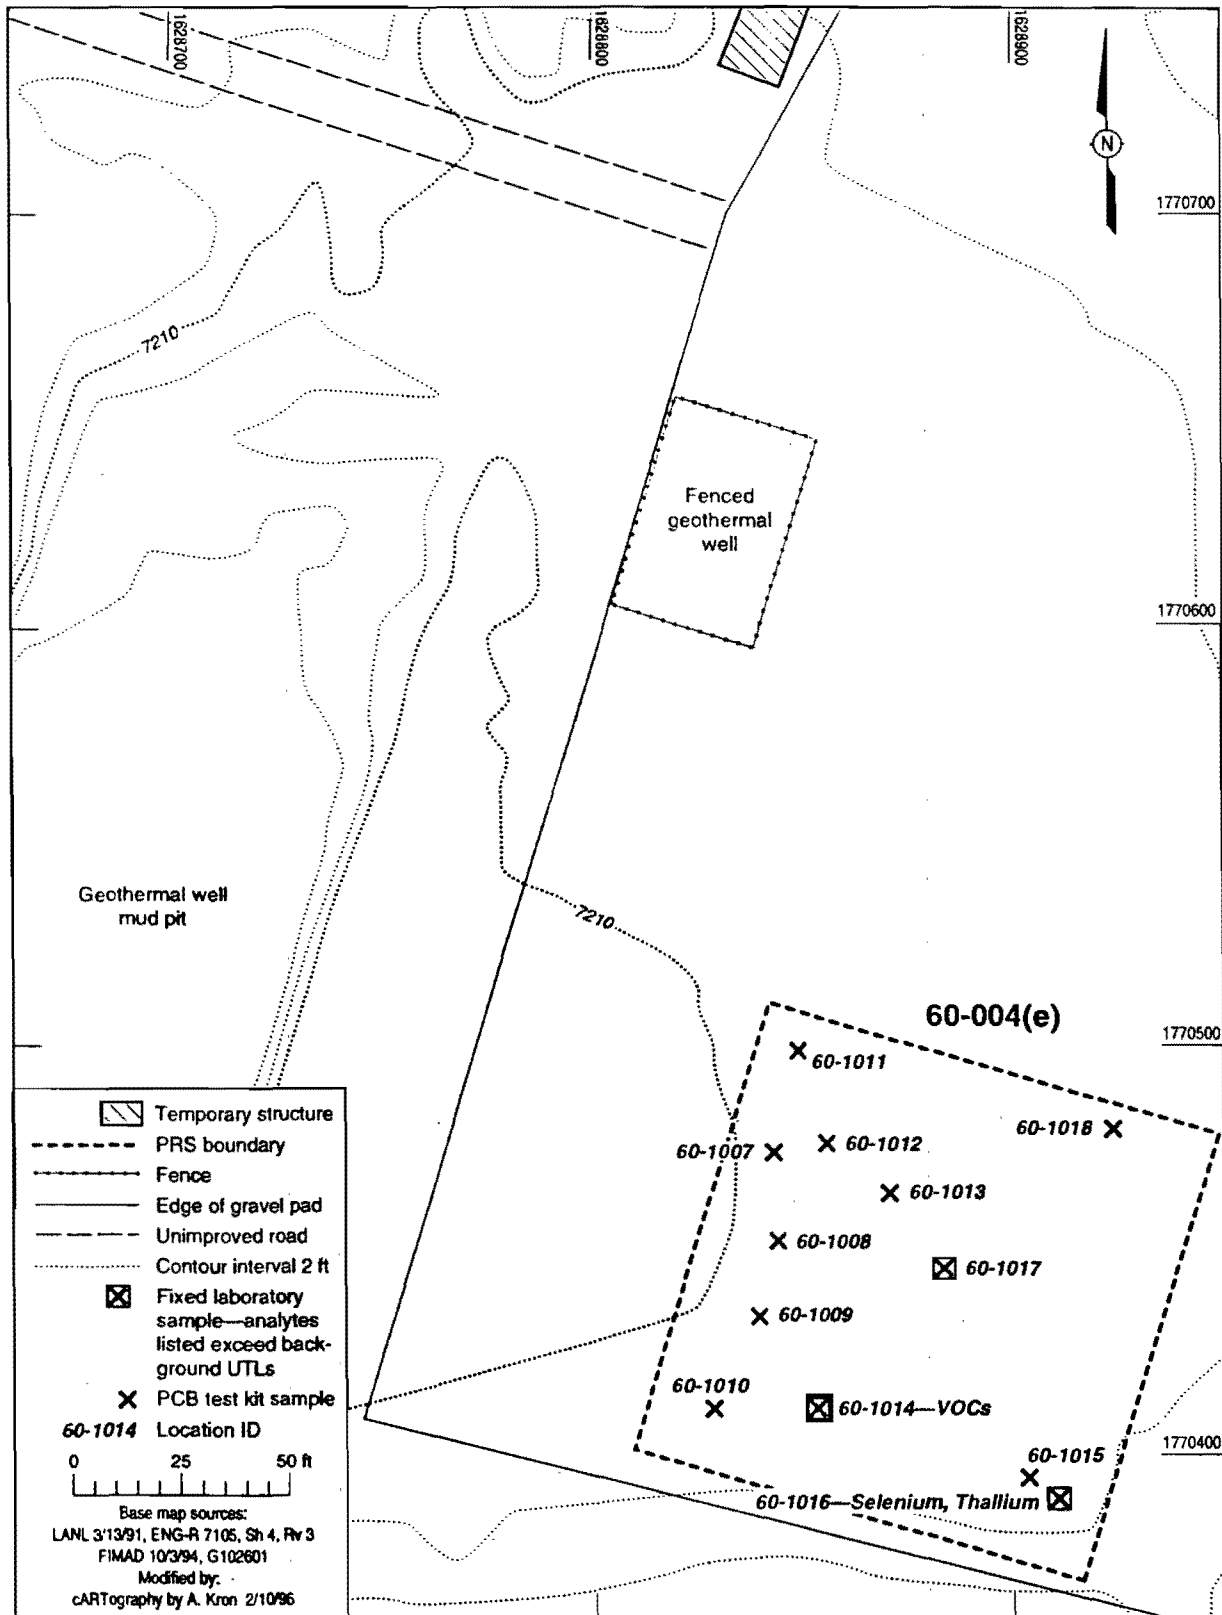 1628700
1628800
1628900
N
1770700
7210
Fenced
geothermal
well
1770600
Geothermal well
mud pit
7210
60-004(e)
1770500
60-1011
60-1018
60-1007
60-1012
60-1013
60-1008
60-1017
60-1009
60-1010
60-1014—VOCs
1770400
60-1015
60-1016—Selenium, Thallium
Temporary structure
PRS boundary
Fence
Edge of gravel pad
Unimproved road
Contour interval 2 ft
Fixed laboratory
sample—analytes
listed exceed back-
ground UTLs
PCB test kit sample
60-1014 Location ID
0 25 50 ft
Base map sources:
LANL 3/13/91, ENG-R 7105, Sh 4, Rv 3
FIMAD 10/3/94, G102601
Modified by:
cARTography by A. Kron 2/10/96